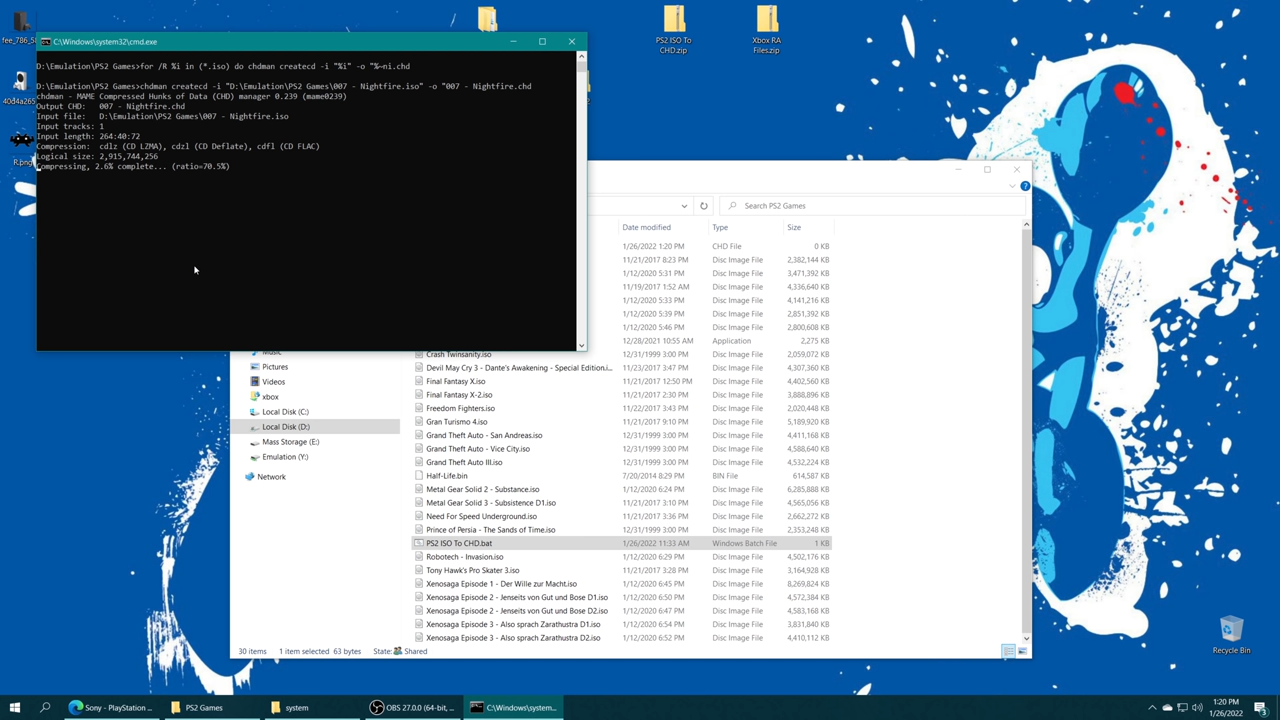 fee_786_5
PS2 ISO To
CHD.zip
Xbox RA
Files.zip
40d4a265
R.png
C:\Windows\system32\cmd.exe
D:\Emulation\PS2 Games>for /R %i in (*.iso) do chdman createcd -i "%i" -o "%~ni.chd
D:\Emulation\PS2 Games>chdman createcd -i "D:\Emulation\PS2 Games\007 - Nightfire.iso" -o "007 - Nightfire.chd
chdman - MAME Compressed Hunks of Data (CHD) manager 0.239 (mame0239)
Output CHD:   007 - Nightfire.chd
Input file:   D:\Emulation\PS2 Games\007 - Nightfire.iso
Input tracks: 1
Input length: 264:40:72
Compression:  cdlz (CD LZMA), cdzl (CD Deflate), cdfl (CD FLAC)
Logical size: 2,915,744,256
Compressing, 2.6% complete... (ratio=70.5%)
Search PS2 Games
Date modified Type Size
1/26/2022 1:20 PM CHD File 0 KB
11/21/2017 8:23 PM Disc Image File 2,382,144 KB
1/12/2020 5:31 PM Disc Image File 3,471,392 KB
11/19/2017 1:52 AM Disc Image File 4,336,640 KB
1/12/2020 5:33 PM Disc Image File 4,141,216 KB
1/12/2020 5:39 PM Disc Image File 2,851,392 KB
1/12/2020 5:46 PM Disc Image File 2,800,608 KB
12/28/2021 10:55 AM Application 2,275 KB
Crash Twinsanity.iso 12/31/1999 3:00 PM Disc Image File 2,059,072 KB
Devil May Cry 3 - Dante's Awakening - Special Edition.i... 11/23/2017 3:47 PM Disc Image File 4,307,360 KB
Final Fantasy X.iso 11/21/2017 12:50 PM Disc Image File 4,402,560 KB
Final Fantasy X-2.iso 11/21/2017 2:30 PM Disc Image File 3,888,896 KB
Freedom Fighters.iso 11/22/2017 3:43 PM Disc Image File 2,020,448 KB
Gran Turismo 4.iso 11/21/2017 9:10 PM Disc Image File 5,189,920 KB
Grand Theft Auto - San Andreas.iso 12/31/1999 3:00 PM Disc Image File 4,411,168 KB
Grand Theft Auto - Vice City.iso 12/31/1999 3:00 PM Disc Image File 4,588,640 KB
Grand Theft Auto III.iso 12/31/1999 3:00 PM Disc Image File 4,532,224 KB
Half-Life.bin 7/20/2014 8:29 PM BIN File 614,587 KB
Metal Gear Solid 2 - Substance.iso 1/12/2020 6:24 PM Disc Image File 6,285,888 KB
Metal Gear Solid 3 - Subsistence D1.iso 11/21/2017 3:10 PM Disc Image File 4,565,056 KB
Need For Speed Underground.iso 11/21/2017 3:36 PM Disc Image File 2,662,272 KB
Prince of Persia - The Sands of Time.iso 12/31/1999 3:00 PM Disc Image File 2,353,248 KB
PS2 ISO To CHD.bat 1/26/2022 11:33 AM Windows Batch File 1 KB
Robotech - Invasion.iso 1/12/2020 6:29 PM Disc Image File 4,502,176 KB
Tony Hawk's Pro Skater 3.iso 11/21/2017 3:28 PM Disc Image File 3,164,928 KB
Xenosaga Episode 1 - Der Wille zur Macht.iso 1/12/2020 6:45 PM Disc Image File 8,269,824 KB
Xenosaga Episode 2 - Jenseits von Gut und Bose D1.iso 1/12/2020 6:50 PM Disc Image File 4,572,384 KB
Xenosaga Episode 2 - Jenseits von Gut und Bose D2.iso 1/12/2020 6:47 PM Disc Image File 4,583,168 KB
Xenosaga Episode 3 - Also sprach Zarathustra D1.iso 1/12/2020 6:54 PM Disc Image File 3,831,840 KB
Xenosaga Episode 3 - Also sprach Zarathustra D2.iso 1/12/2020 6:52 PM Disc Image File 4,410,112 KB
Music
Pictures
Videos
xbox
Local Disk (C:)
Local Disk (D:)
Mass Storage (E:)
Emulation (Y:)
Network
30 items 1 item selected 63 bytes State: Shared
Recycle Bin
Sony - PlayStation ... PS2 Games system OBS 27.0.0 (64-bit, ... C:\Windows\system...
1:20 PM
1/26/2022
3